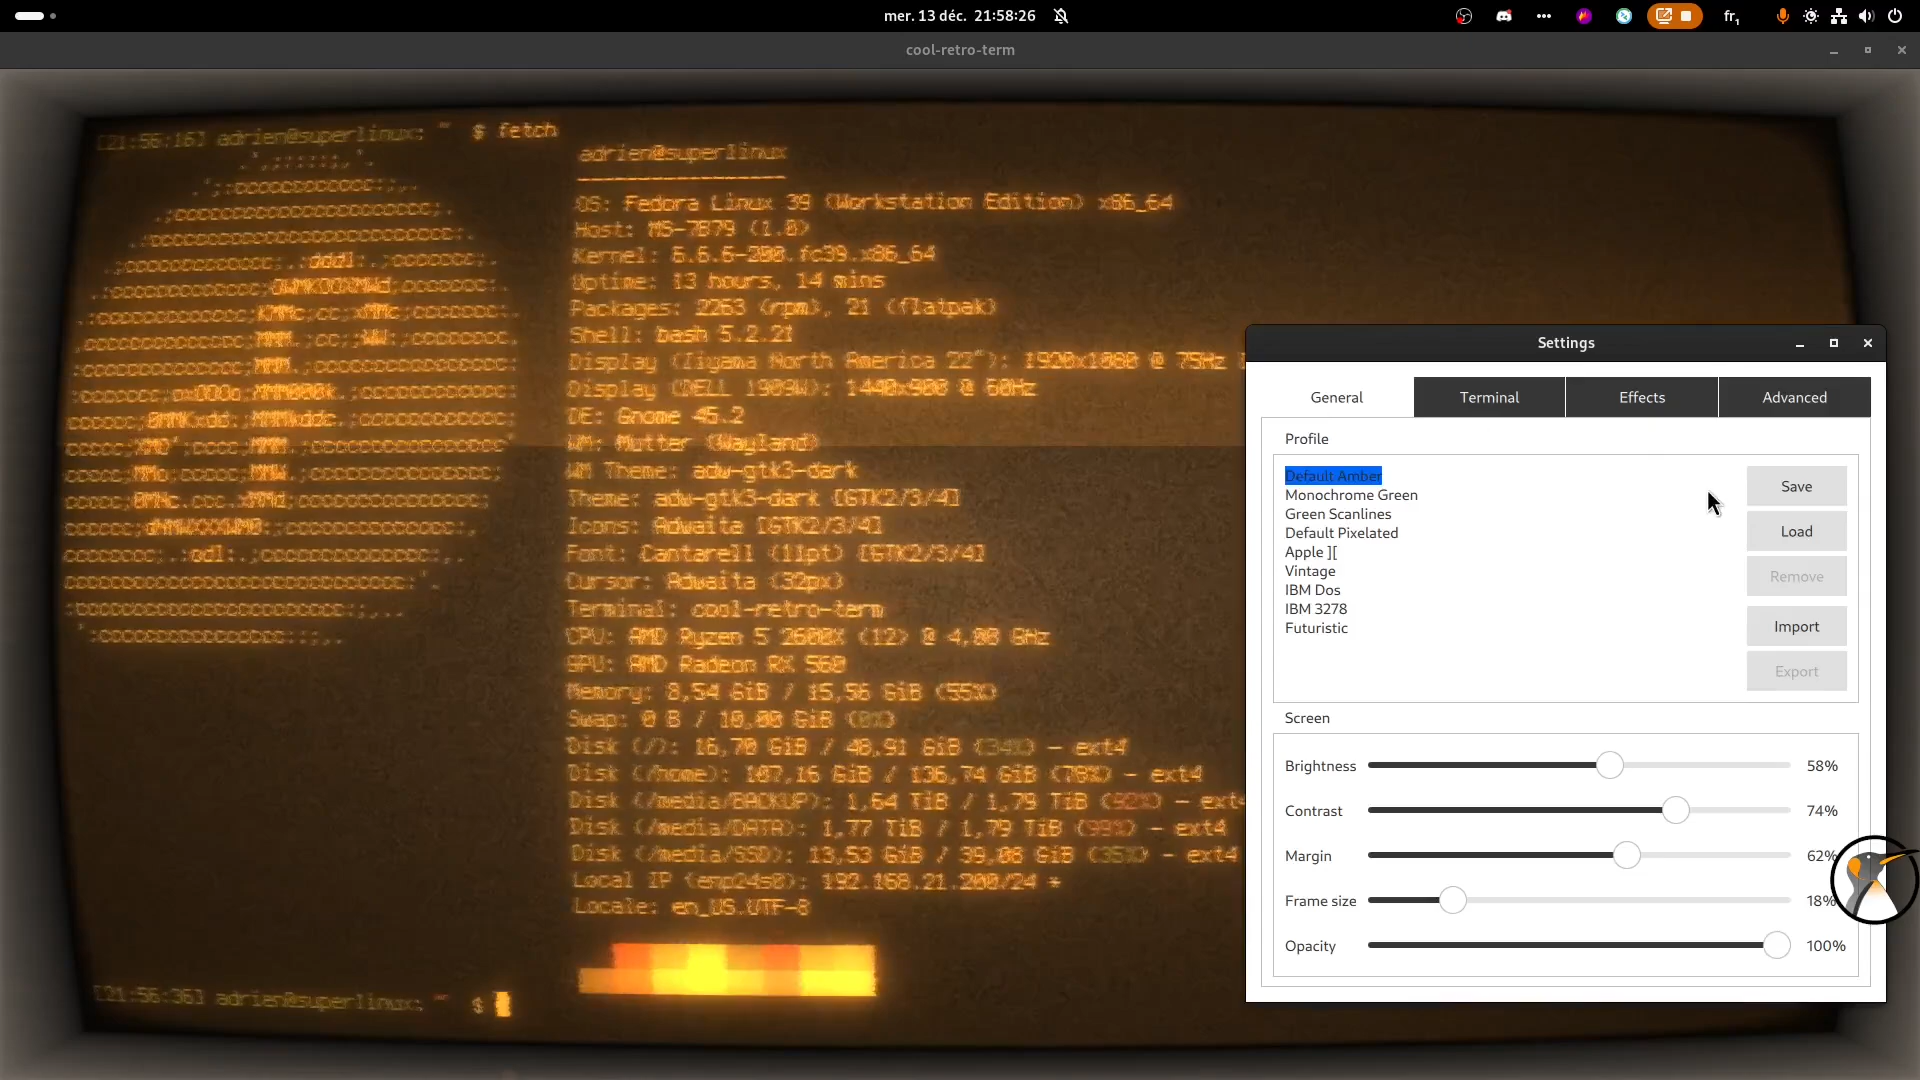 mer. 13 déc. 21:58:26
fr₁
cool-retro-term
[21:56:16] adrien@superlinux: ~ $ fetch
adrien@superlinux
OS: Fedora Linux 39 (Workstation Edition) x86_64
Host: MS-7B79 (1.0)
Kernel: 6.6.6-200.fc39.x86_64
Uptime: 13 hours, 14 mins
Packages: 2263 (rpm), 21 (flatpak)
Shell: bash 5.2.21
Display (Iiyama North America 22"): 1920x1080 @ 75Hz
Display (DELL 1909W): 1440x900 @ 60Hz
DE: Gnome 45.2
WM: Mutter (Wayland)
WM Theme: adw-gtk3-dark
Theme: adw-gtk3-dark [GTK2/3/4]
Icons: Adwaita [GTK2/3/4]
Font: Cantarell (11pt) [GTK2/3/4]
Cursor: Adwaita (32px)
Terminal: cool-retro-term
CPU: AMD Ryzen 5 2600X (12) @ 4,00 GHz
GPU: AMD Radeon RX 560
Memory: 8,54 GiB / 15,56 GiB (55%)
Swap: 0 B / 10,00 GiB (0%)
Disk (/): 16,70 GiB / 48,91 GiB (34%) - ext4
Disk (/home): 107,16 GiB / 136,74 GiB (78%) - ext4
Disk (/media/BACKUP): 1,64 TiB / 1,79 TiB (92%) - ext4
Disk (/media/DATA): 1,77 TiB / 1,79 TiB (99%) - ext4
Disk (/media/SSD): 13,53 GiB / 39,08 GiB (35%) - ext4
Local IP (enp24s0): 192.168.21.200/24 *
Locale: en_US.UTF-8
[21:56:36] adrien@superlinux: ~ $
Settings
General
Terminal
Effects
Advanced
Profile
Default Amber
Monochrome Green
Green Scanlines
Default Pixelated
Apple ][
Vintage
IBM Dos
IBM 3278
Futuristic
Save
Load
Remove
Import
Export
Screen
Brightness 58%
Contrast 74%
Margin 62%
Frame size 18%
Opacity 100%